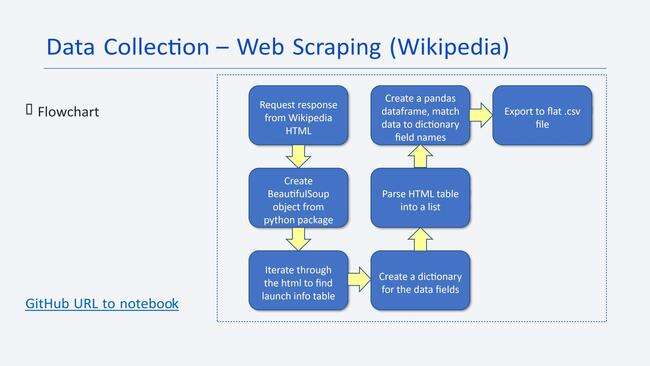 Data Collection – Web Scraping (Wikipedia)
Flowchart
GitHub URL to notebook
Request response
from Wikipedia
HTML
Create
BeautifulSoup
object from
python package
Iterate through
the html to find
launch info table
Create a dictionary
for the data fields
Parse HTML table
into a list
Create a pandas
dataframe, match
data to dictionary
field names
Export to flat .csv
file